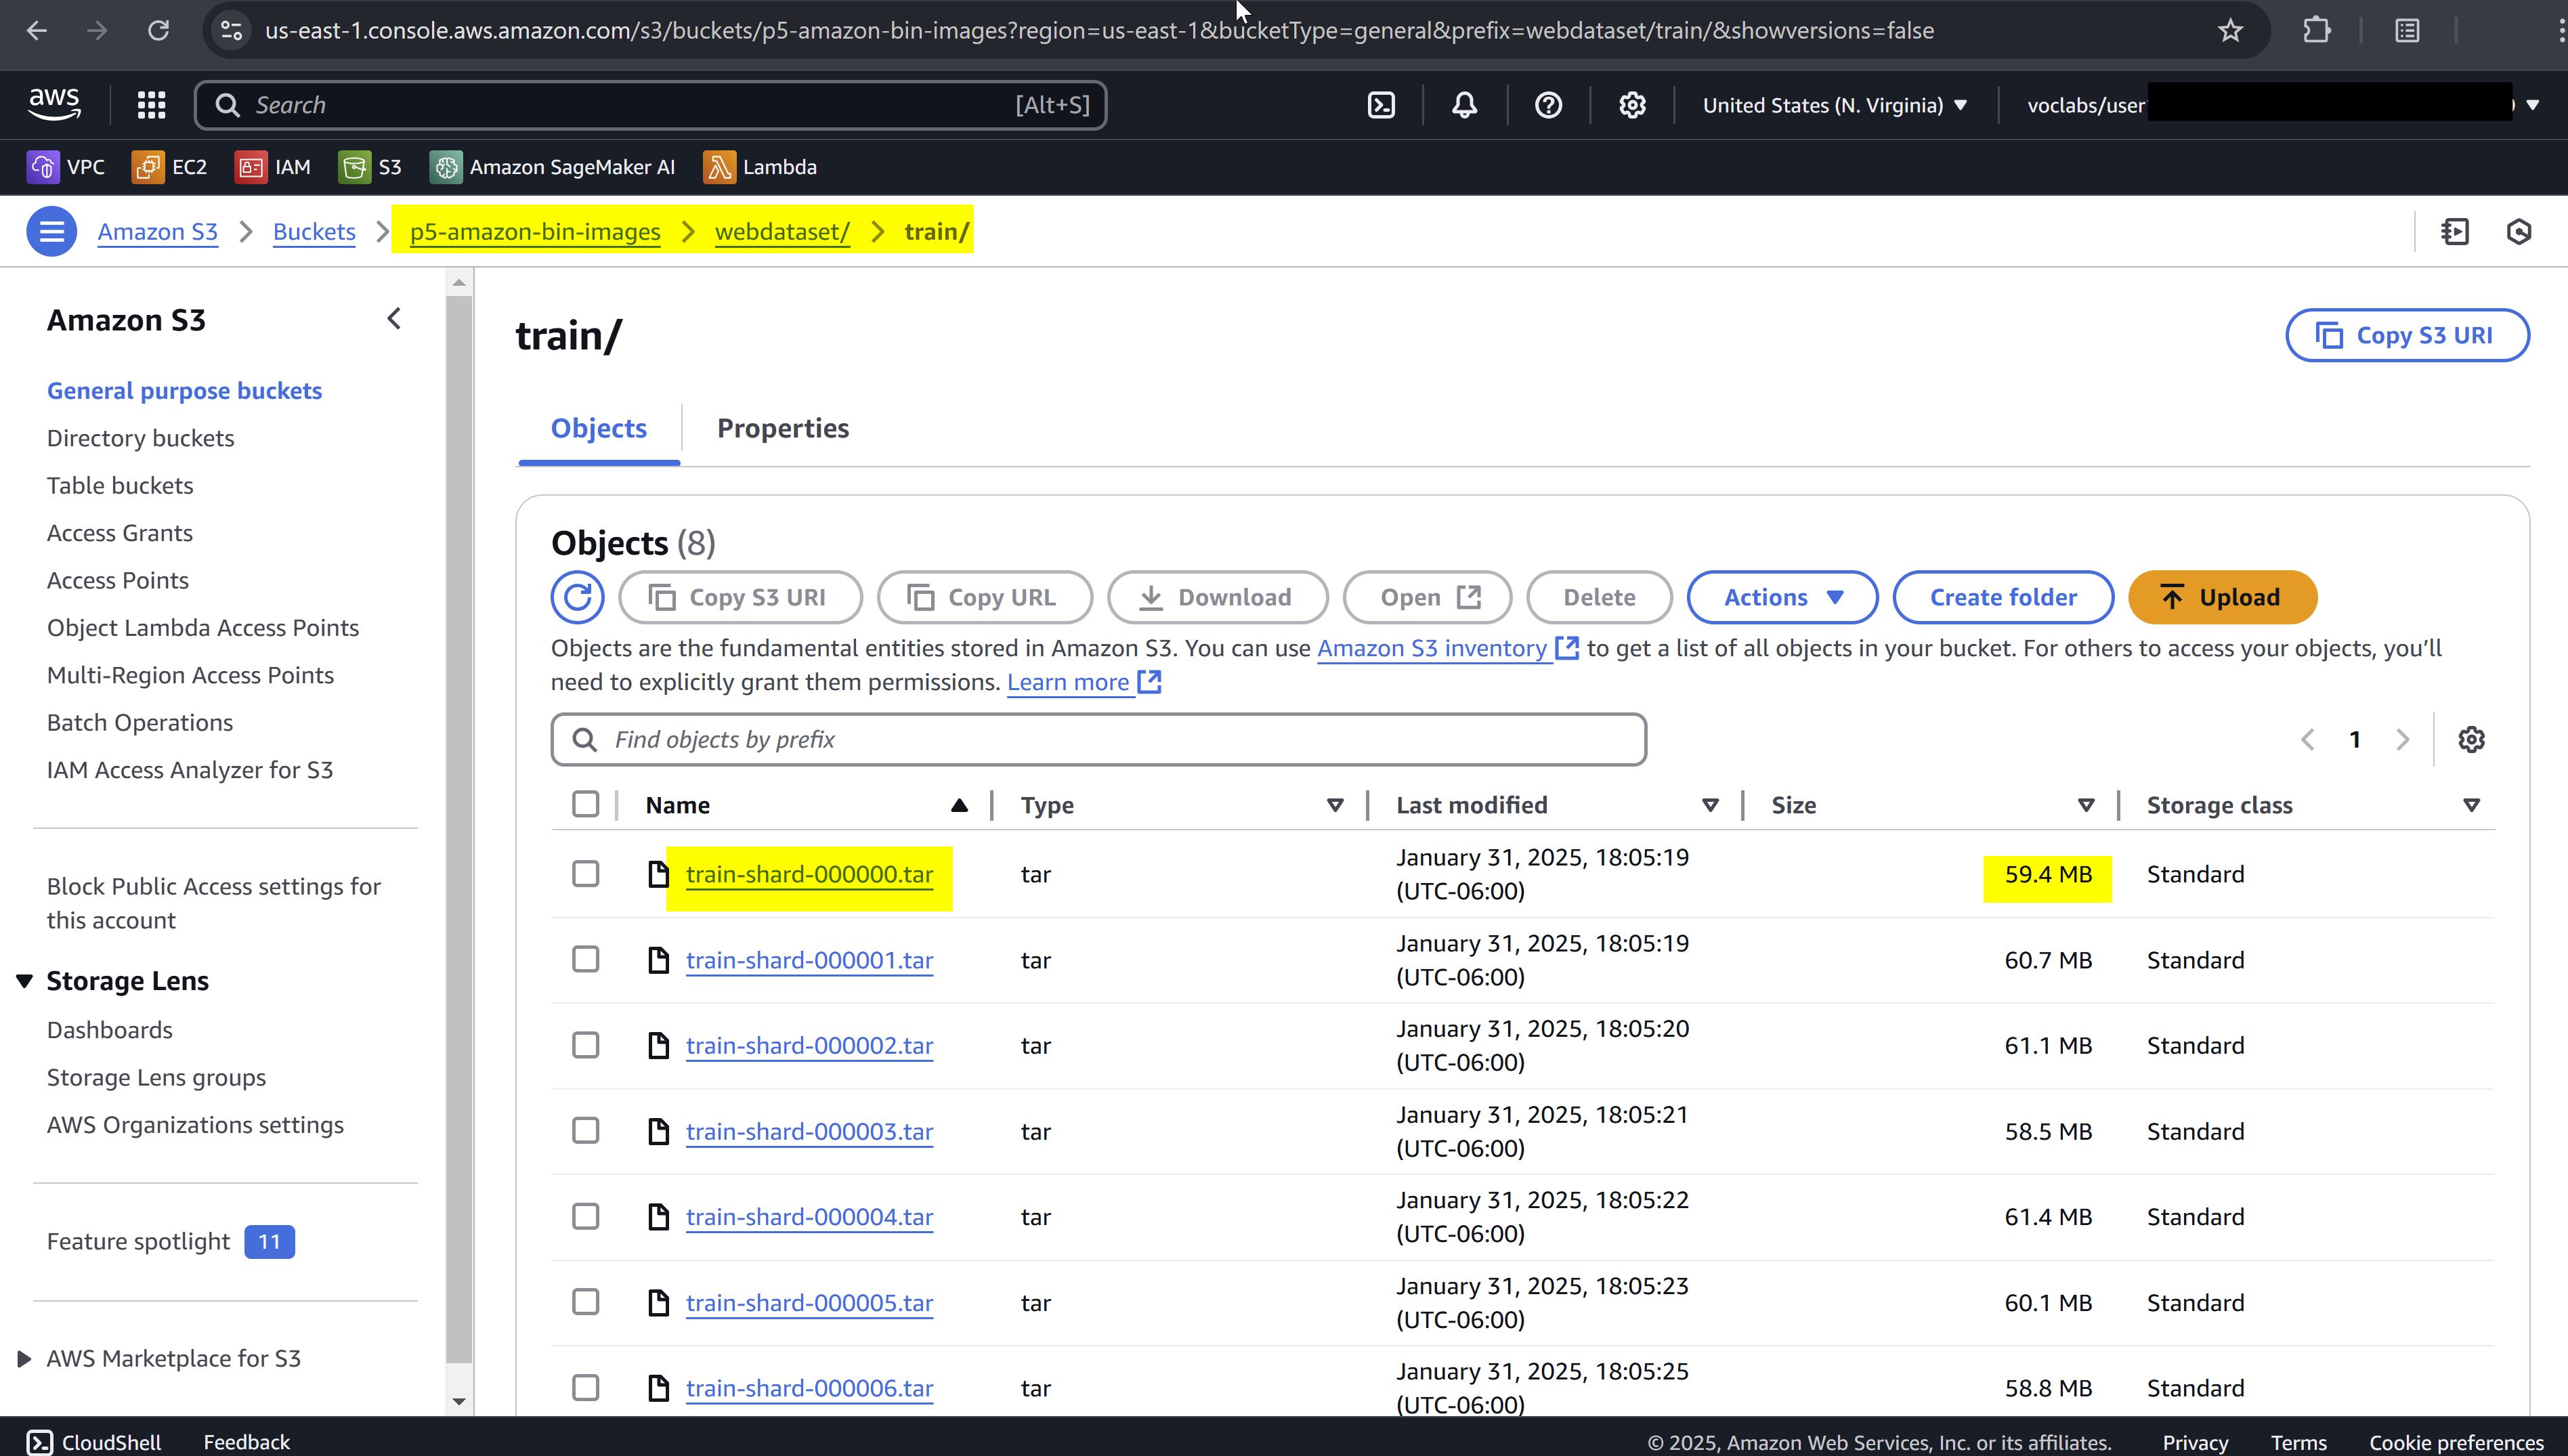 us-east-1.console.aws.amazon.com/s3/buckets/p5-amazon-bin-images?region=us-east-1&bucketType=general&prefix=webdataset/train/&showversions=false
aws
Search
[Alt+S]
United States (N. Virginia)
voclabs/user
VPC
EC2
IAM
S3
Amazon SageMaker AI
Lambda
Amazon S3
Buckets
p5-amazon-bin-images
webdataset/
train/
Amazon S3
General purpose buckets
Directory buckets
Table buckets
Access Grants
Access Points
Object Lambda Access Points
Multi-Region Access Points
Batch Operations
IAM Access Analyzer for S3
Block Public Access settings for
this account
Storage Lens
Dashboards
Storage Lens groups
AWS Organizations settings
Feature spotlight 11
AWS Marketplace for S3
train/
Copy S3 URI
Objects
Properties
Objects (8)
Copy S3 URI
Copy URL
Download
Open
Delete
Actions
Create folder
Upload
Objects are the fundamental entities stored in Amazon S3. You can use Amazon S3 inventory to get a list of all objects in your bucket. For others to access your objects, you'll
need to explicitly grant them permissions. Learn more
Find objects by prefix
1
Name Type Last modified Size Storage class
train-shard-000000.tar tar January 31, 2025, 18:05:19 (UTC-06:00) 59.4 MB Standard
train-shard-000001.tar tar January 31, 2025, 18:05:19 (UTC-06:00) 60.7 MB Standard
train-shard-000002.tar tar January 31, 2025, 18:05:20 (UTC-06:00) 61.1 MB Standard
train-shard-000003.tar tar January 31, 2025, 18:05:21 (UTC-06:00) 58.5 MB Standard
train-shard-000004.tar tar January 31, 2025, 18:05:22 (UTC-06:00) 61.4 MB Standard
train-shard-000005.tar tar January 31, 2025, 18:05:23 (UTC-06:00) 60.1 MB Standard
train-shard-000006.tar tar January 31, 2025, 18:05:25 (UTC-06:00) 58.8 MB Standard
CloudShell
Feedback
© 2025, Amazon Web Services, Inc. or its affiliates.
Privacy
Terms
Cookie preferences